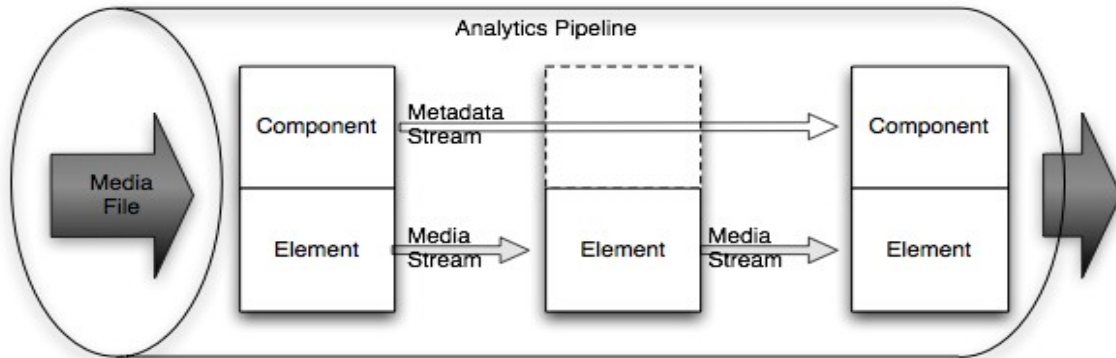 Analytics Pipeline
Media
File
Component
Metadata
Stream
Component
Element
Media
Stream
Element
Media
Stream
Element